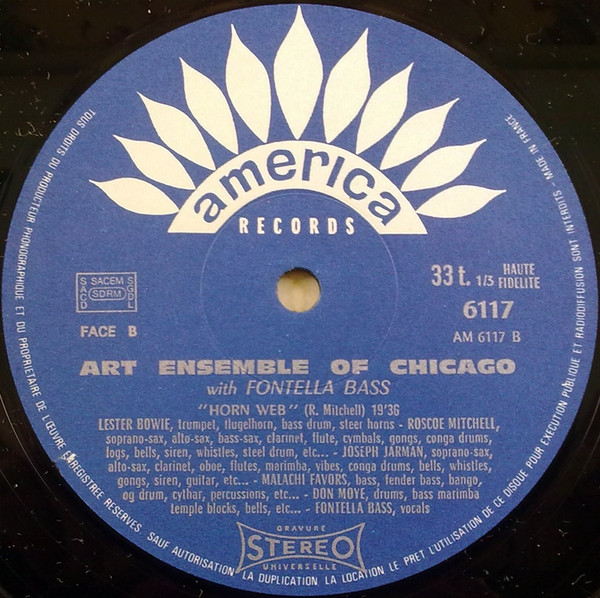 america
RECORDS
SACEM
SACD
SDRM
SGDL
FACE B
33 t. 1/3 HAUTE FIDELITE
6117
AM 6117 B
ART ENSEMBLE OF CHICAGO
with FONTELLA BASS
"HORN WEB" (R. Mitchell) 19'36
LESTER BOWIE, trumpet, flugelhorn, bass drum, steer horns - ROSCOE MITCHELL,
soprano-sax, alto-sax, bass-sax, clarinet, flute, cymbals, gongs, conga drums,
logs, bells, siren, whistles, steel drum, etc... - JOSEPH JARMAN, soprano-sax,
alto-sax, clarinet, oboe, flutes, marimba, vibes, conga drums, bells, whistles,
gongs, siren, guitar, etc... - MALACHI FAVORS, bass, fender bass, bango,
og drum, cythar, percussions, etc... - DON MOYE, drums, bass marimba
temple blocks, bells, etc... - FONTELLA BASS, vocals
GRAVURE
STEREO
UNIVERSELLE
TOUS DROITS DU PRODUCTEUR PHONOGRAPHIQUE ET DU PROPRIETAIRE DE L'ŒUVRE ENREGISTREE RESERVES. SAUF AUTORISATION LA DUPLICATION LA LOCATION LE PRET L'UTILISATION DE CE DISQUE POUR EXECUTION PUBLIQUE ET RADIODIFFUSION SONT INTERDITS - MADE IN FRANCE